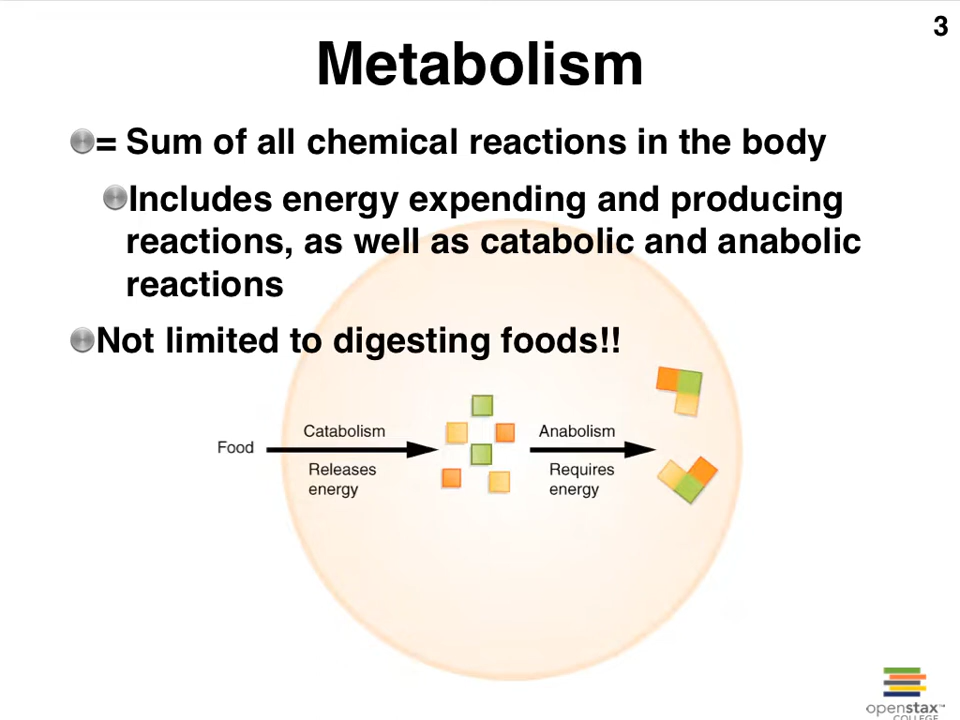 3
Metabolism
= Sum of all chemical reactions in the body
Includes energy expending and producing
reactions, as well as catabolic and anabolic
reactions
Not limited to digesting foods!!
Food
Catabolism
Releases
energy
Anabolism
Requires
energy
openstax™
COLLEGE